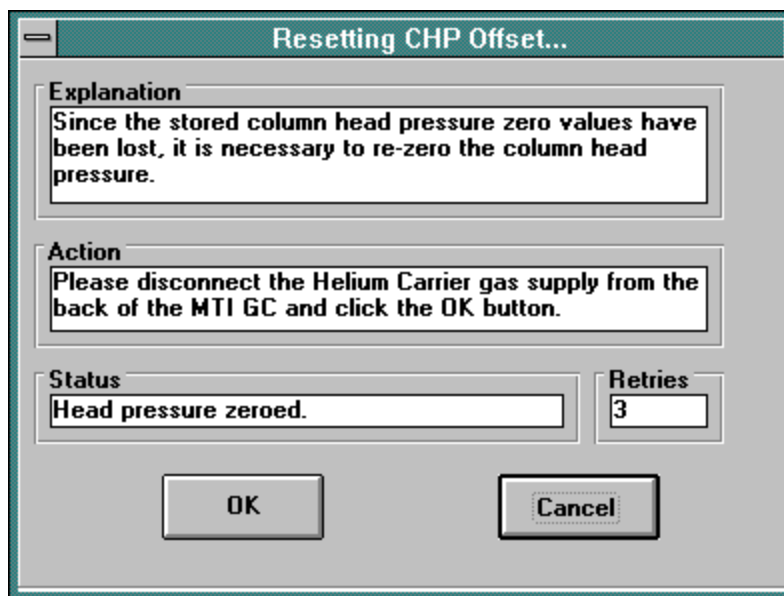 Resetting CHP Offset...
Explanation
Since the stored column head pressure zero values have
been lost, it is necessary to re-zero the column head
pressure.
Action
Please disconnect the Helium Carrier gas supply from the
back of the MTI GC and click the OK button.
Status
Retries
Head pressure zeroed.
3
OK
Cancel